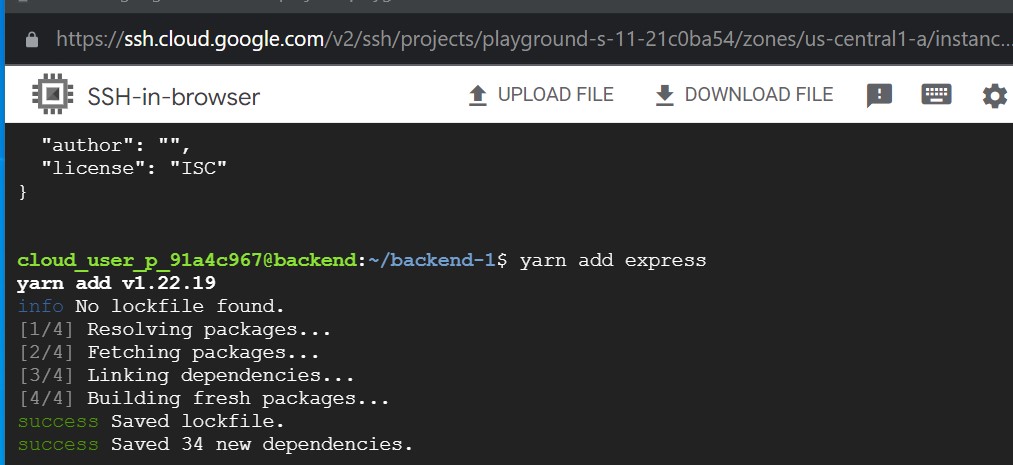 https://ssh.cloud.google.com/v2/ssh/projects/playground-s-11-21c0ba54/zones/us-central1-a/instanc...
SSH-in-browser UPLOAD FILE DOWNLOAD FILE
"author": "",
"license": "ISC"
}
cloud_user_p_91a4c967@backend:~/backend-1$ yarn add express
yarn add v1.22.19
info No lockfile found.
[1/4] Resolving packages...
[2/4] Fetching packages...
[3/4] Linking dependencies...
[4/4] Building fresh packages...
success Saved lockfile.
success Saved 34 new dependencies.